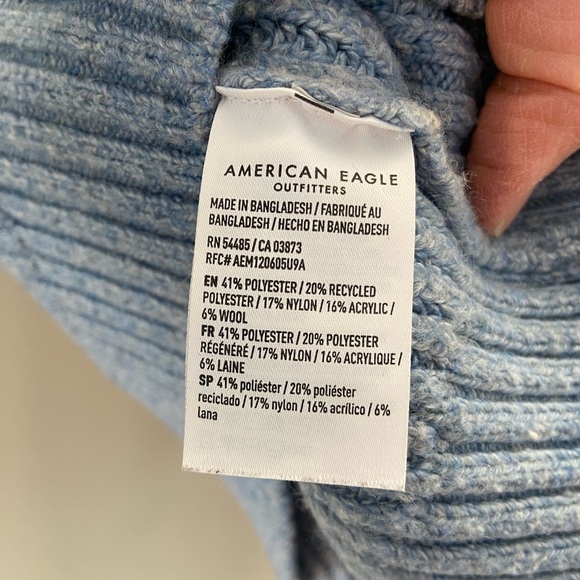 AMERICAN EAGLE
OUTFITTERS
MADE IN BANGLADESH / FABRIQUÉ AU
BANGLADESH / HECHO EN BANGLADESH
RN 54485 / CA 03873
RFC# AEM120605U9A
EN 41% POLYESTER / 20% RECYCLED
POLYESTER / 17% NYLON / 16% ACRYLIC /
6% WOOL
FR 41% POLYESTER / 20% POLYESTER
RÉGÉNÉRÉ / 17% NYLON / 16% ACRYLIQUE /
6% LAINE
SP 41% poliéster / 20% poliéster
reciclado / 17% nylon / 16% acrílico / 6%
lana